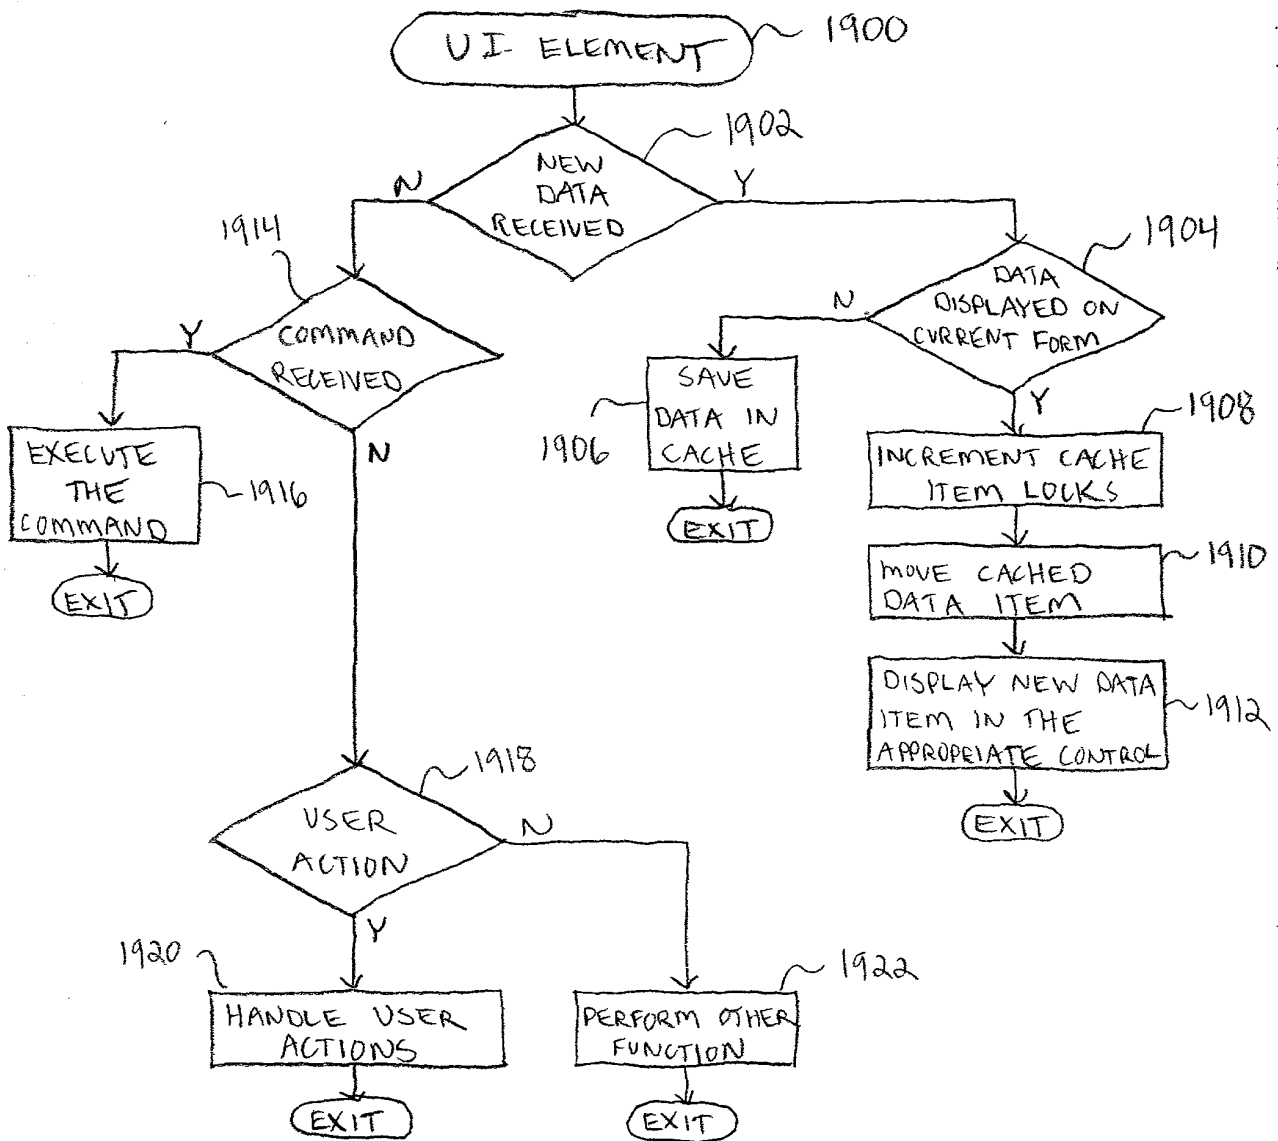 UI ELEMENT
1900
1902
NEW
DATA
RECEIVED
N
Y
1914
COMMAND
RECEIVED
Y
N
1904
DATA
DISPLAYED ON
CURRENT FORM
N
Y
SAVE
DATA IN
CACHE
1906
EXIT
1908
INCREMENT CACHE
ITEM LOCKS
1910
MOVE CACHED
DATA ITEM
DISPLAY NEW DATA
ITEM IN THE
APPROPRIATE CONTROL
1912
EXIT
EXECUTE
THE
COMMAND
1916
EXIT
1918
USER
ACTION
N
Y
1920
HANDLE USER
ACTIONS
EXIT
1922
PERFORM OTHER
FUNCTION
EXIT